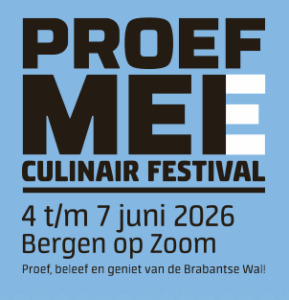 PROEF
MEE
CULINAIR FESTIVAL
4 t/m 7 juni 2026
Bergen op Zoom
Proef, beleef en geniet van de Brabantse Wal!